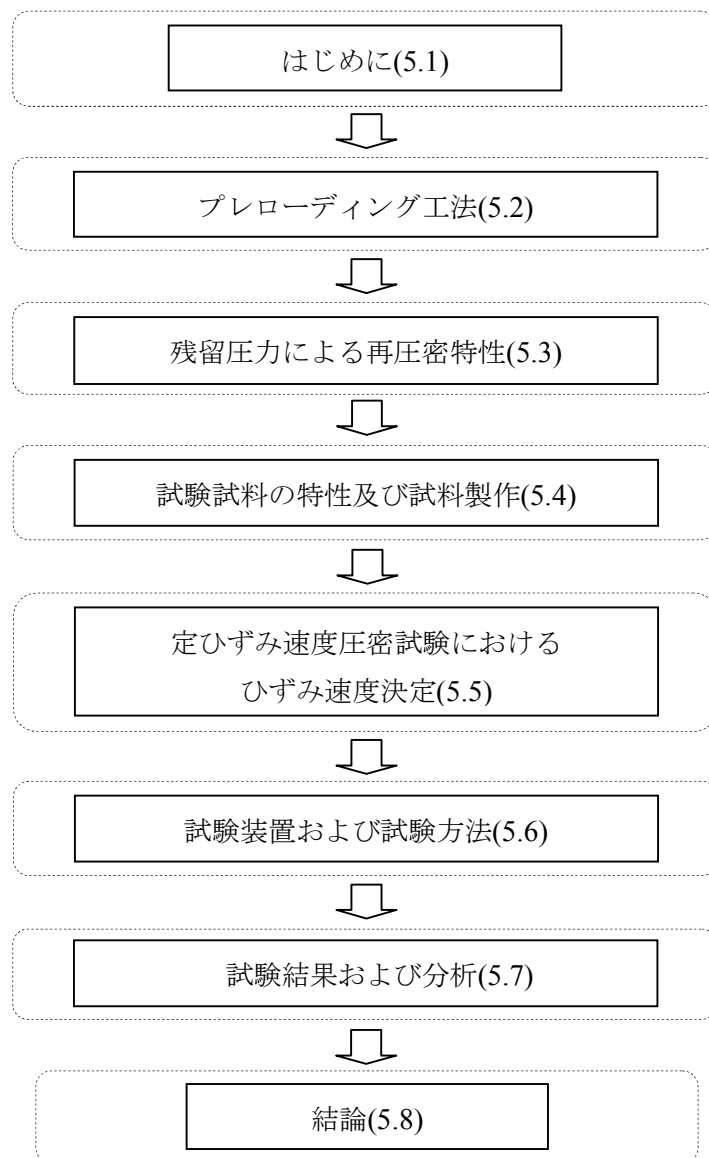 はじめに(5.1)
プレローディング工法(5.2)
残留圧力による再圧密特性(5.3)
試験試料の特性及び試料製作(5.4)
定ひずみ速度圧密試験における
ひずみ速度決定(5.5)
試験装置および試験方法(5.6)
試験結果および分析(5.7)
結論(5.8)